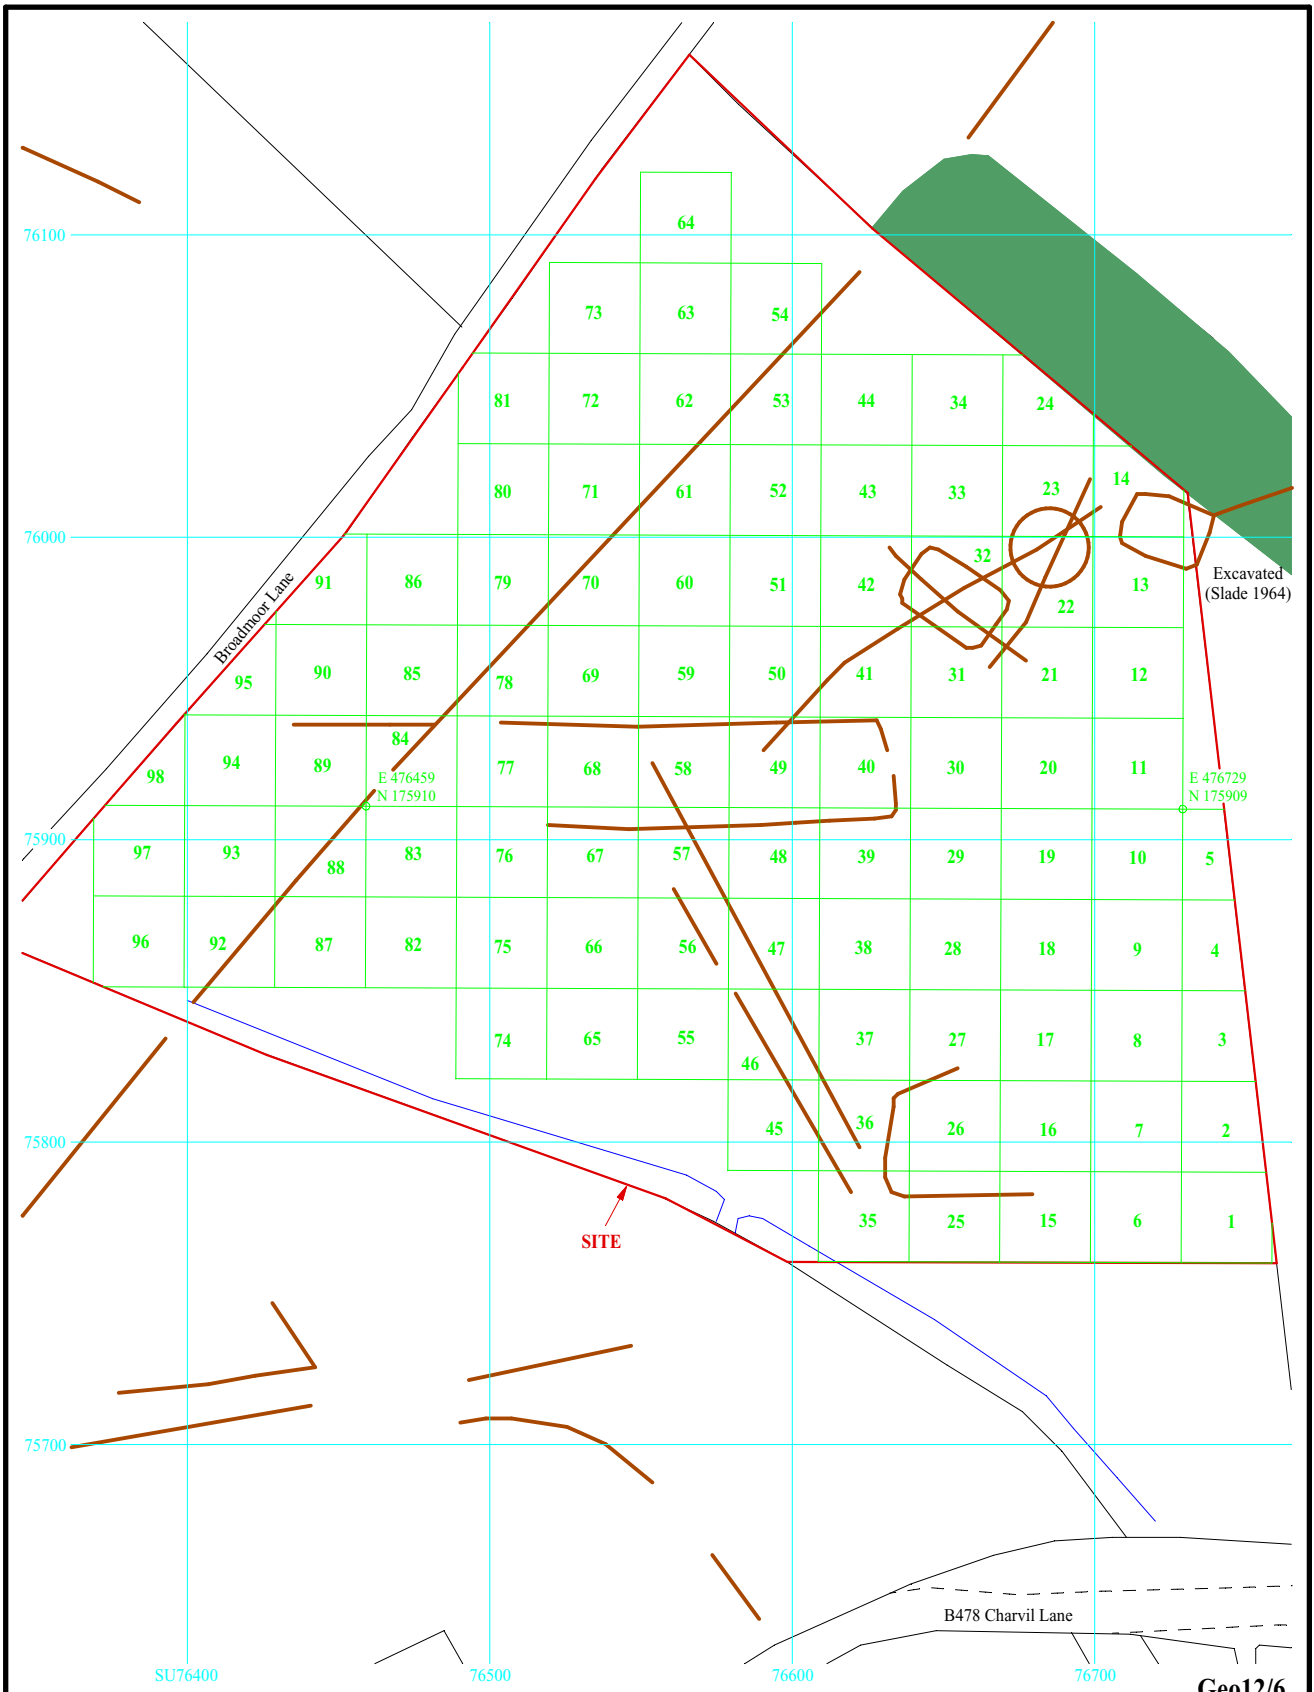 64
76100
73 63 54
81 72 62 53 44 34 24
80 71 61 52 43 33 23 14
76000
91 86 79 70 60 51 42 32 22 13
Excavated
(Slade 1964)
Broadmoor Lane
95 90 85 78 69 59 50 41 31 21 12
98 94 89 84 77 68 58 49 40 30 20 11
E 476459
N 175910
E 476729
N 175909
75900
97 93 88 83 76 67 57 48 39 29 19 10 5
96 92 87 82 75 66 56 47 38 28 18 9 4
74 65 55 46 37 27 17 8 3
75800
45 36 26 16 7 2
35 25 15 6 1
SITE
75700
B478 Charvil Lane
SU76400 76500 76600 76700
Geo12/6